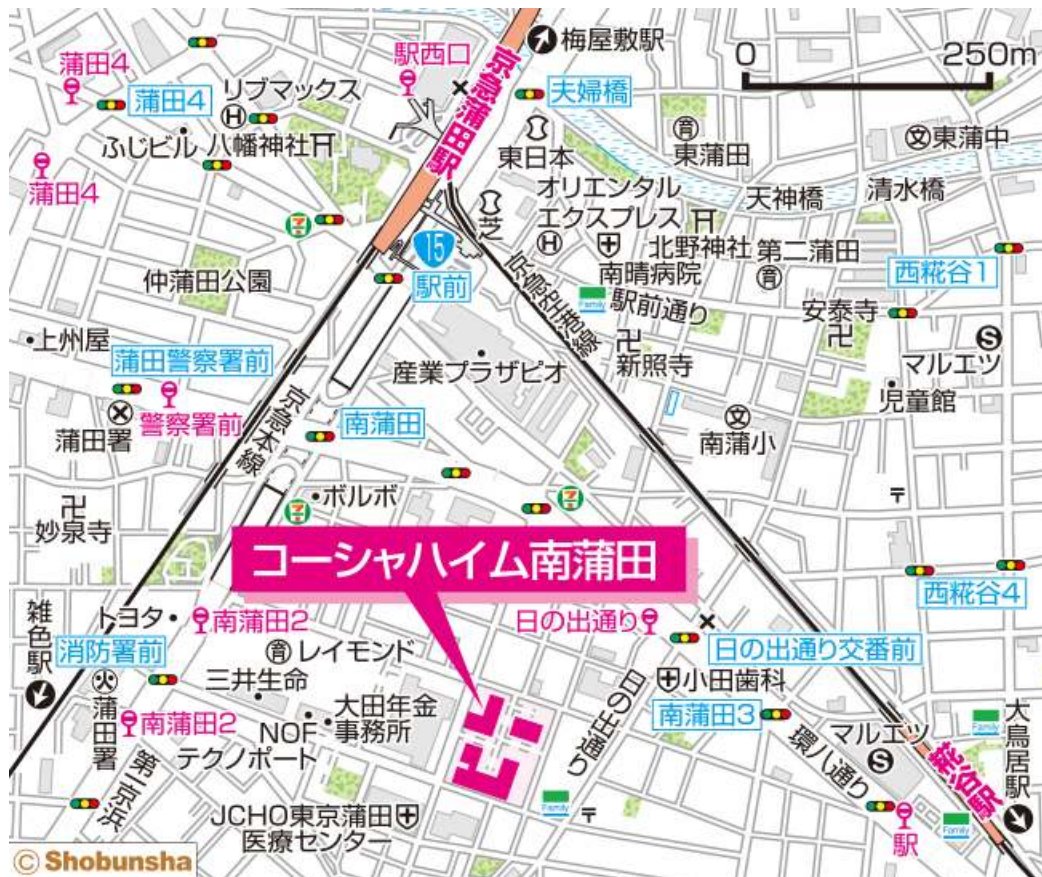 梅屋敷駅
0 250m
駅西口
蒲田4
蒲田4
リブマックス
京急蒲田駅
夫婦橋
ふじビル
八幡神社
東日本
東蒲田
東蒲中
蒲田4
オリエンタル
エクスプレス
天神橋
清水橋
芝
北野神社
第二蒲田
15
南晴病院
西糀谷1
仲蒲田公園
駅前
京急空港線
Family
駅前通り
安泰寺
上州屋
新照寺
マルエツ
蒲田警察署前
産業プラザピオ
児童館
警察署前
蒲田署
京急本線
南蒲田
南蒲小
妙泉寺
ボルボ
コーシャハイム南蒲田
西糀谷4
雑色駅
トヨタ
南蒲田2
日の出通り
日の出通り交番前
消防署前
レイモンド
三井生命
小田歯科
蒲田署
南蒲田2
大田年金
事務所
日の出通り
南蒲田3
NOF
テクノポート
マルエツ
Family
大鳥居駅
第一京浜
環八通り
糀谷駅
JCHO東京蒲田
医療センター
Family
駅
Family
© Shobunsha